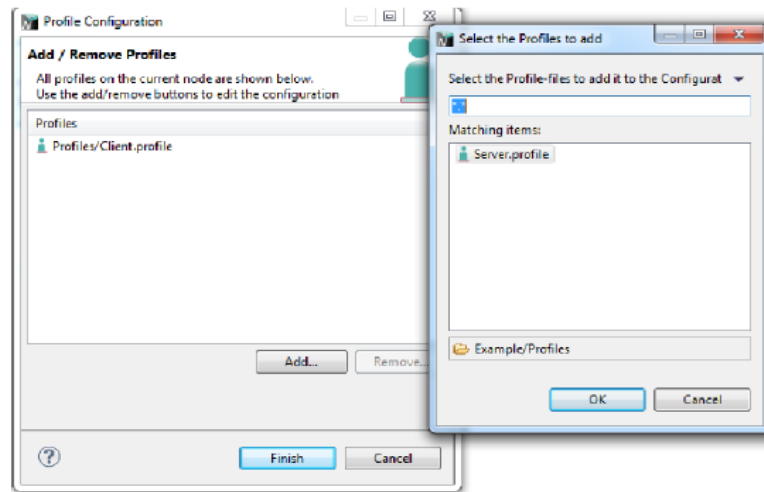 Profile Configuration
Add / Remove Profiles
All profiles on the current node are shown below.
Use the add/remove buttons to edit the configuration
Profiles
Profiles/Client.profile
Add...
Remove...
Finish
Cancel
Select the Profiles to add
Select the Profile-files to add it to the Configurat
Matching items:
Server.profile
Example/Profiles
OK
Cancel